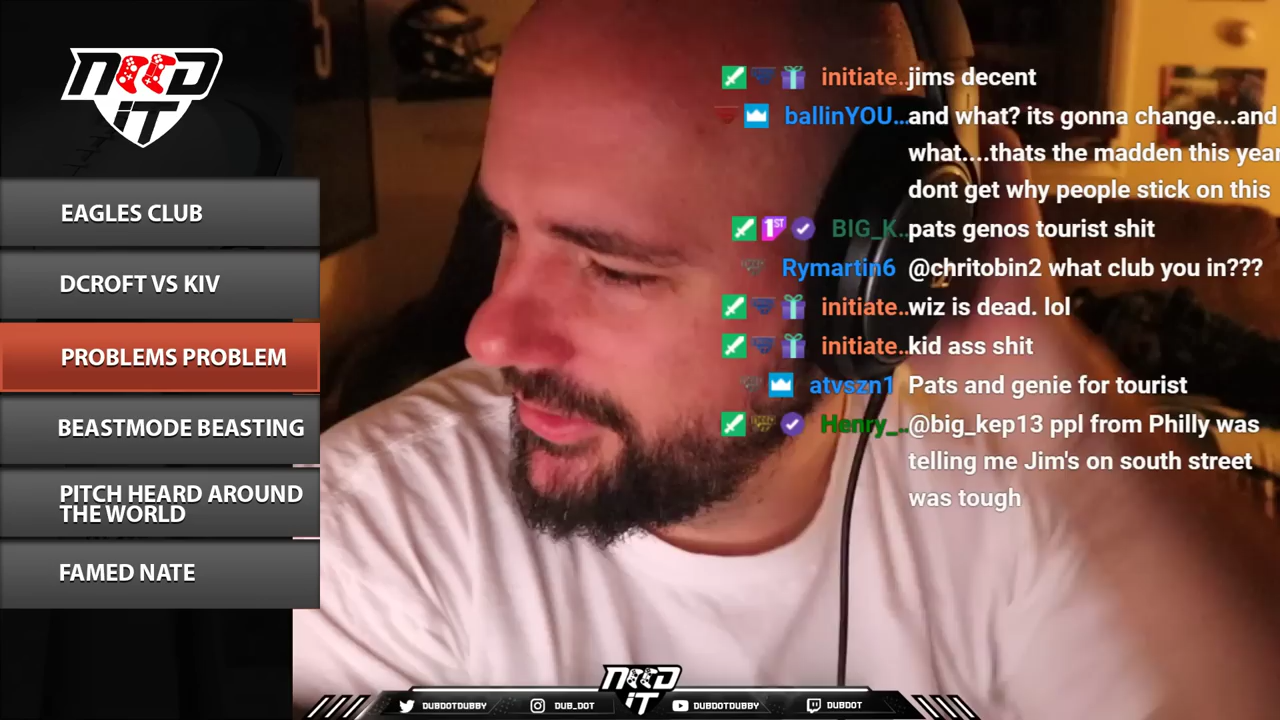 NEED
iT
EAGLES CLUB
DCROFT VS KIV
PROBLEMS PROBLEM
BEASTMODE BEASTING
PITCH HEARD AROUND
THE WORLD
FAMED NATE
initiate.. jims decent
ballinYOU... and what? its gonna change...and
what....thats the madden this year
dont get why people stick on this
1ST BIG_K.. pats genos tourist shit
Rymartin6 @chritobin2 what club you in???
initiate.. wiz is dead. lol
initiate.. kid ass shit
atvszn1 Pats and genie for tourist
Henry_.. @big_kep13 ppl from Philly was
telling me Jim's on south street
was tough
NEED
iT
DUBDOTDUBBY DUB_DOT DUBDOTDUBBY DUBDOT